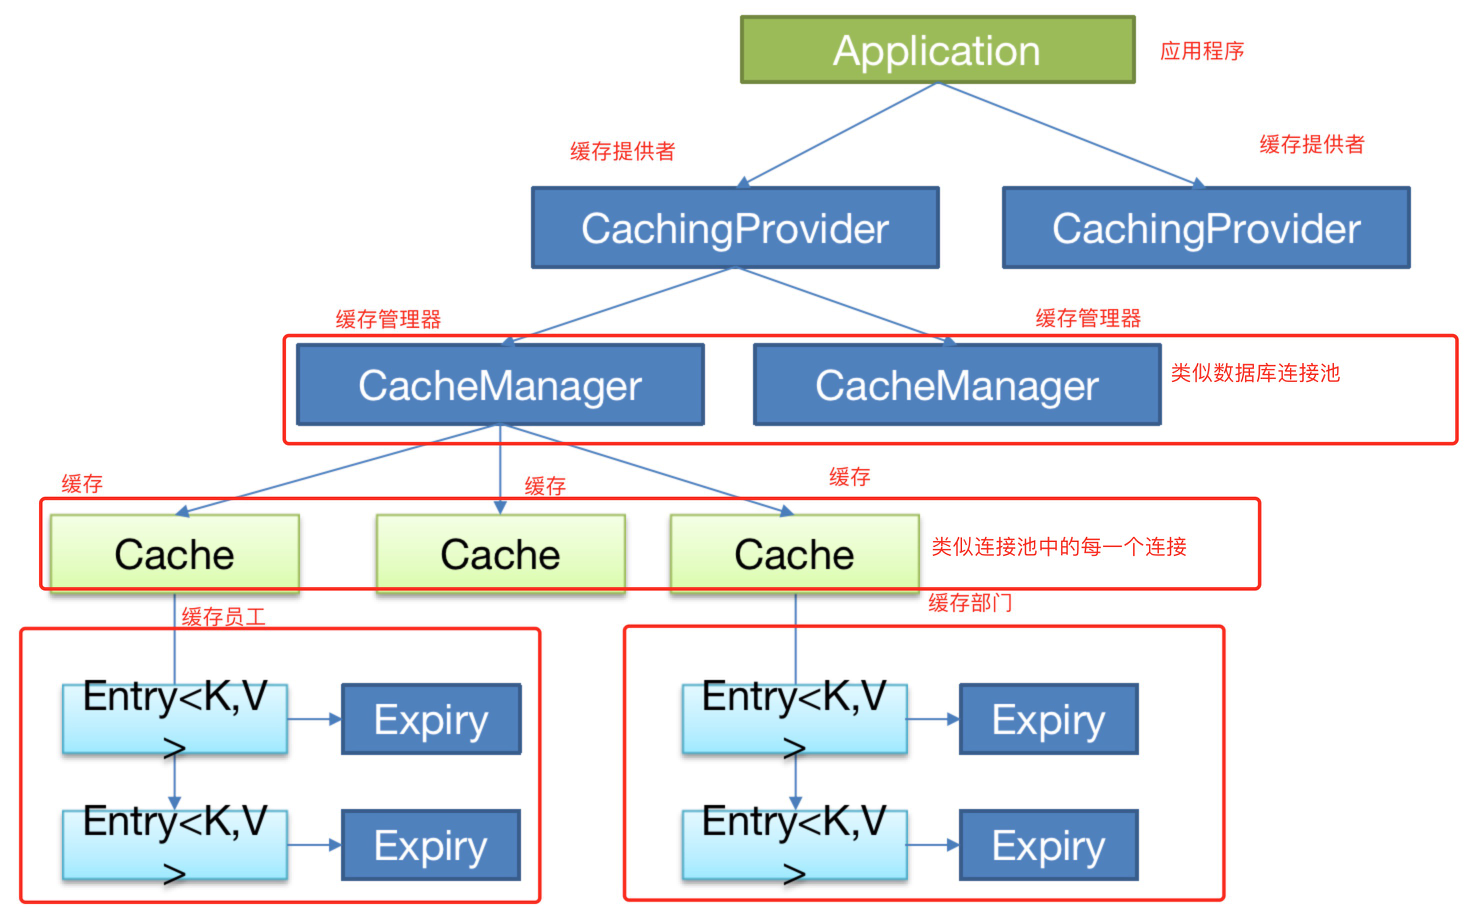 Application
应用程序
缓存提供者
缓存提供者
CachingProvider
CachingProvider
缓存管理器
缓存管理器
CacheManager
CacheManager
类似数据库连接池
缓存
缓存
缓存
Cache
Cache
Cache
类似连接池中的每一个连接
缓存员工
缓存部门
Entry<K,V
>
Expiry
Entry<K,V
>
Expiry
Entry<K,V
>
Expiry
Entry<K,V
>
Expiry